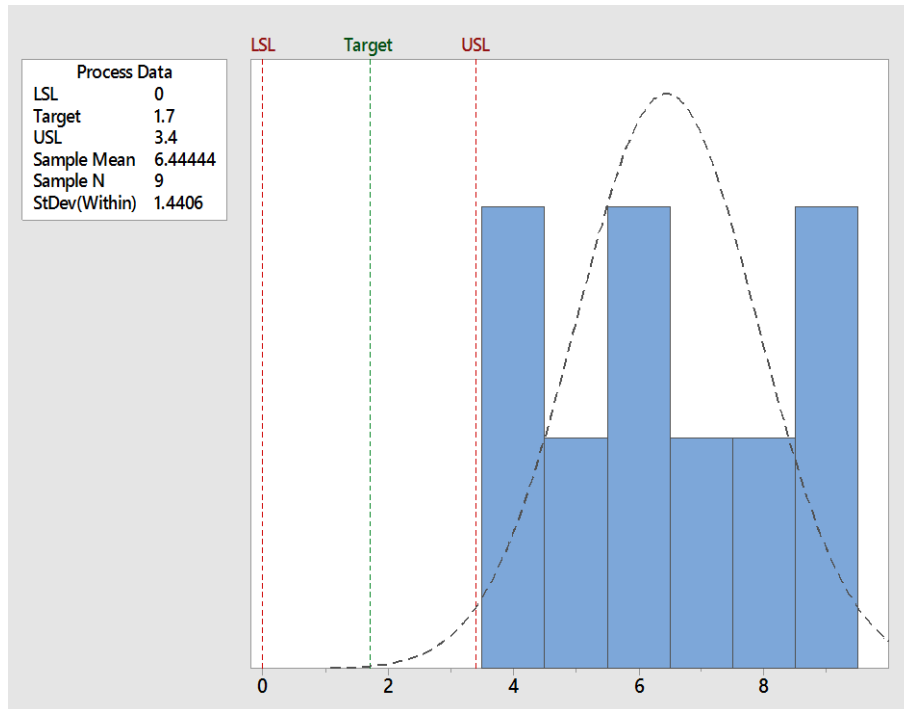 LSL Target USL
Process Data
LSL 0
Target 1.7
USL 3.4
Sample Mean 6.44444
Sample N 9
StDev(Within) 1.4406
0 2 4 6 8